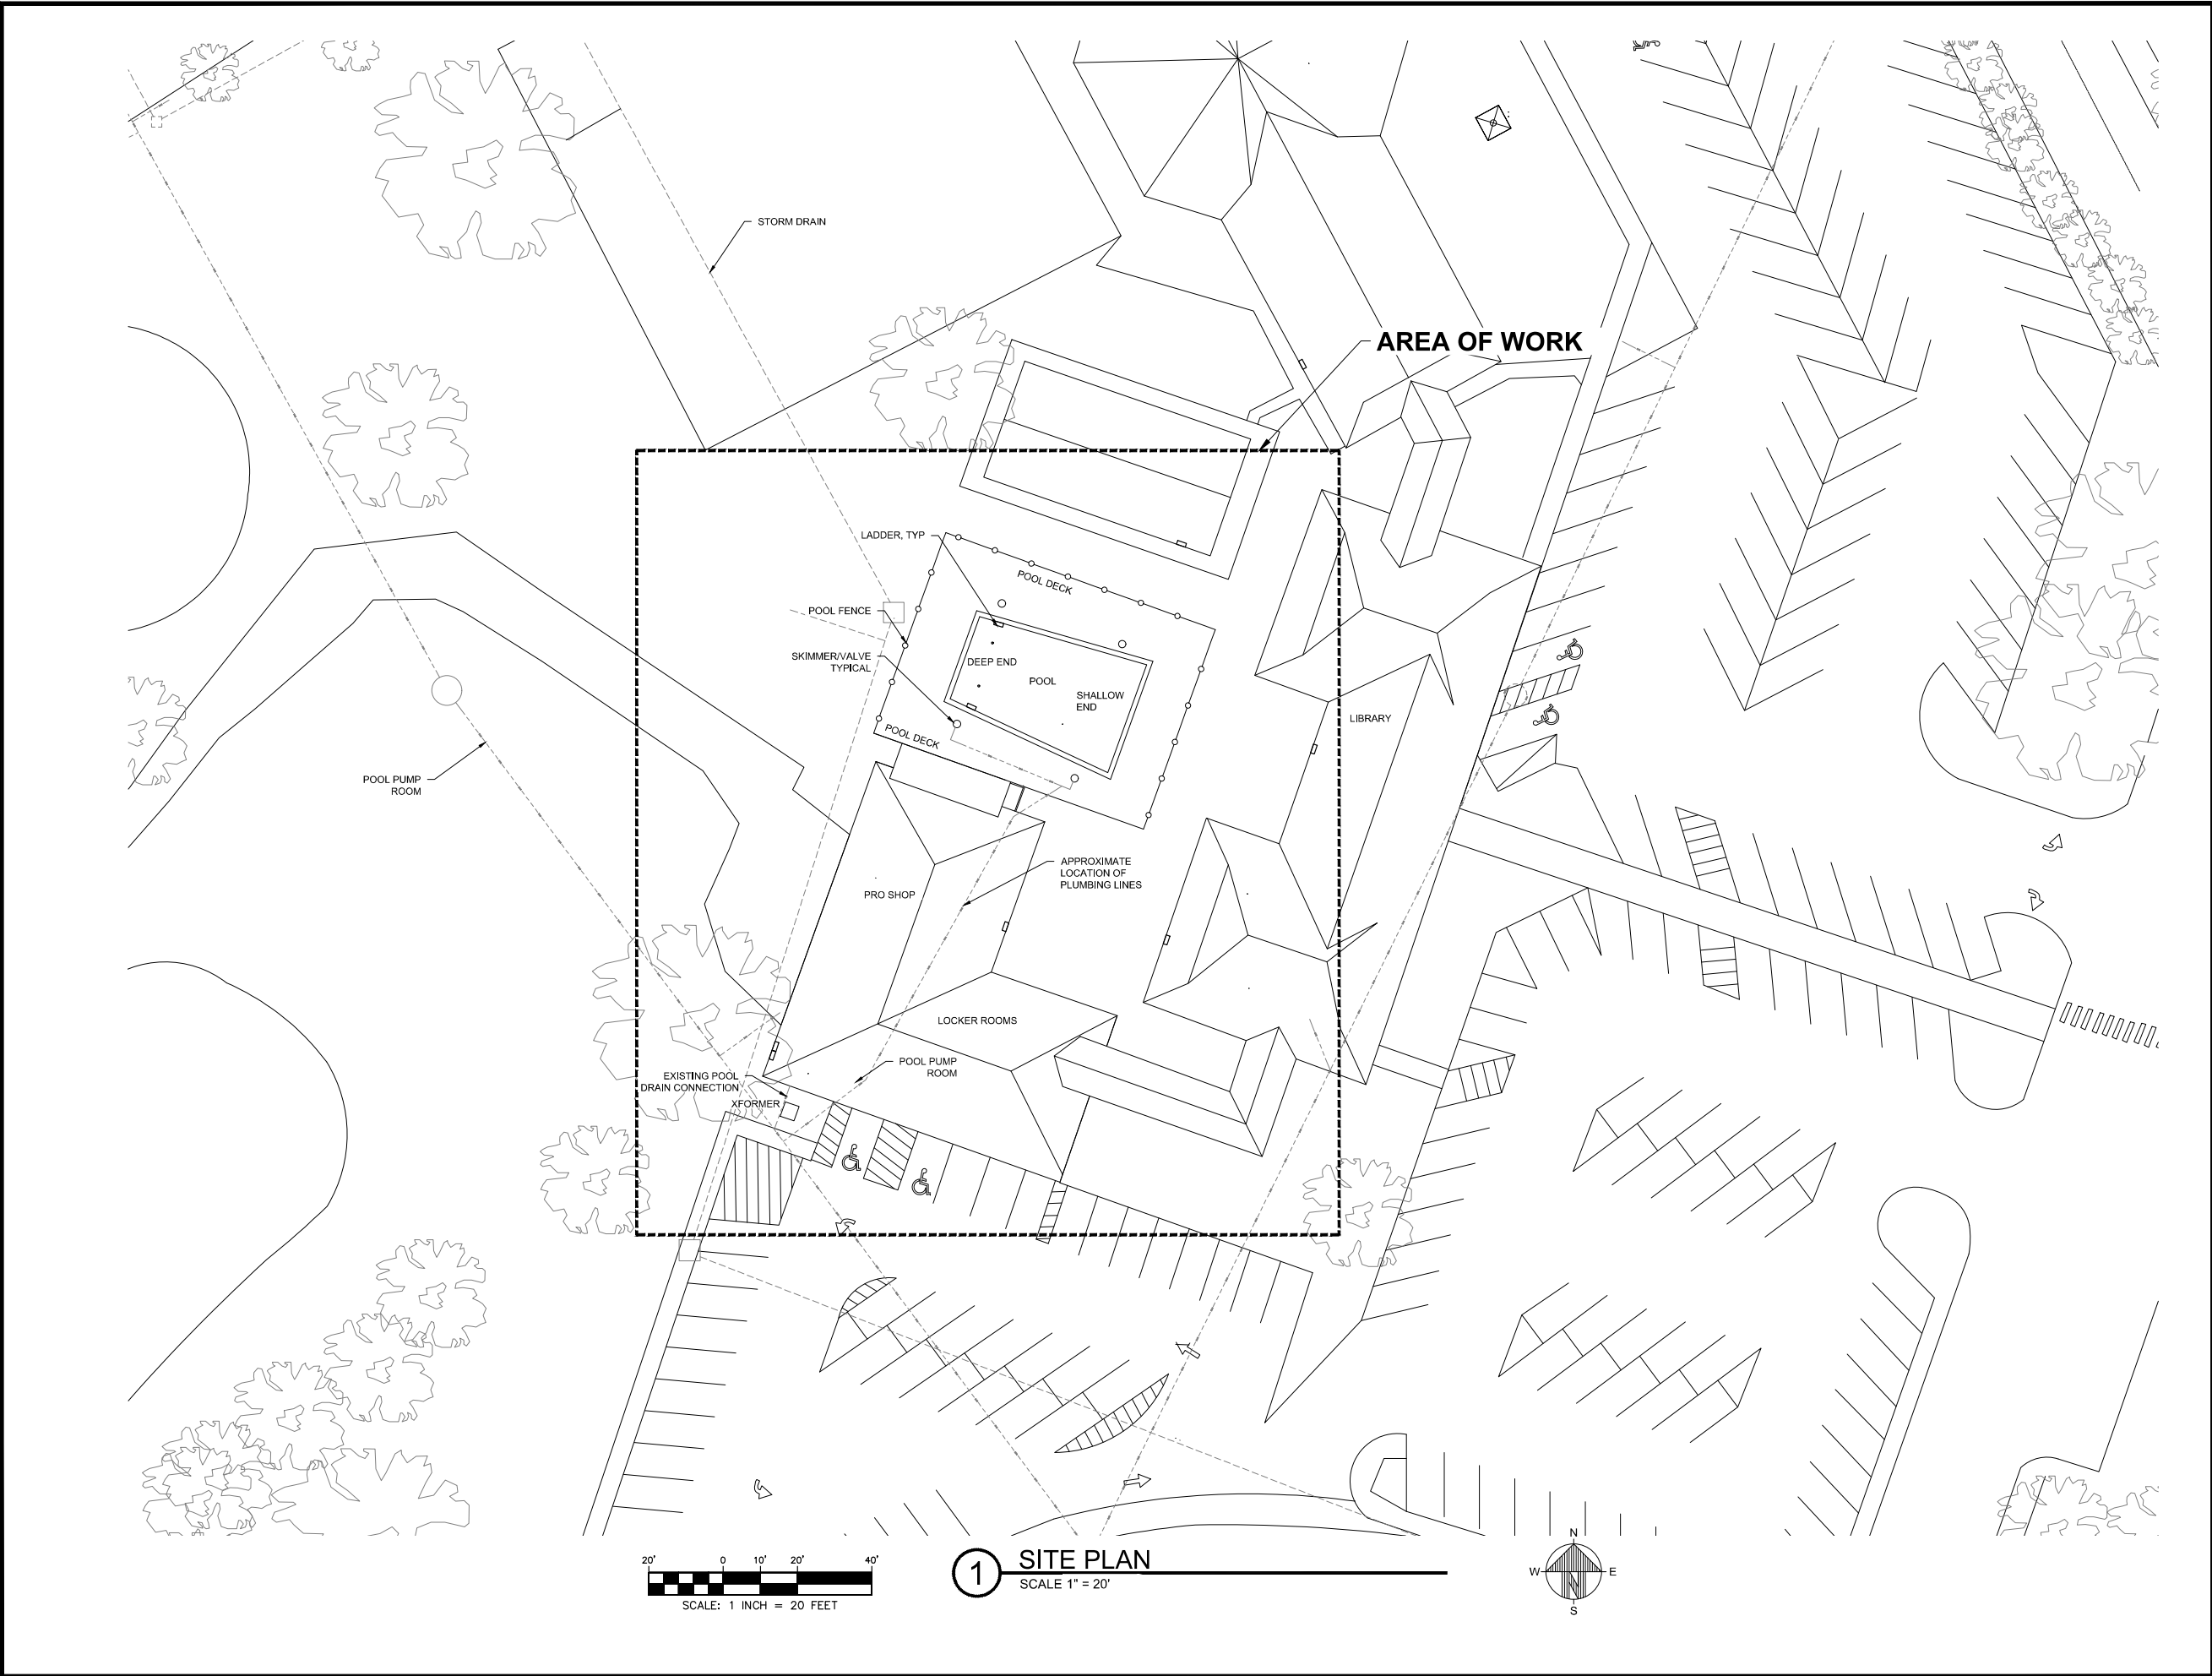 STORM DRAIN
AREA OF WORK
LADDER, TYP
POOL DECK
POOL FENCE
SKIMMER/VALVE
TYPICAL
DEEP END
POOL
SHALLOW
END
POOL DECK
LIBRARY
POOL PUMP
ROOM
APPROXIMATE
LOCATION OF
PLUMBING LINES
PRO SHOP
LOCKER ROOMS
POOL PUMP
ROOM
EXISTING POOL
DRAIN CONNECTION
XFORMER
20' 0 10' 20' 40'
SCALE: 1 INCH = 20 FEET
1
SITE PLAN
SCALE 1" = 20'
N
W E
S